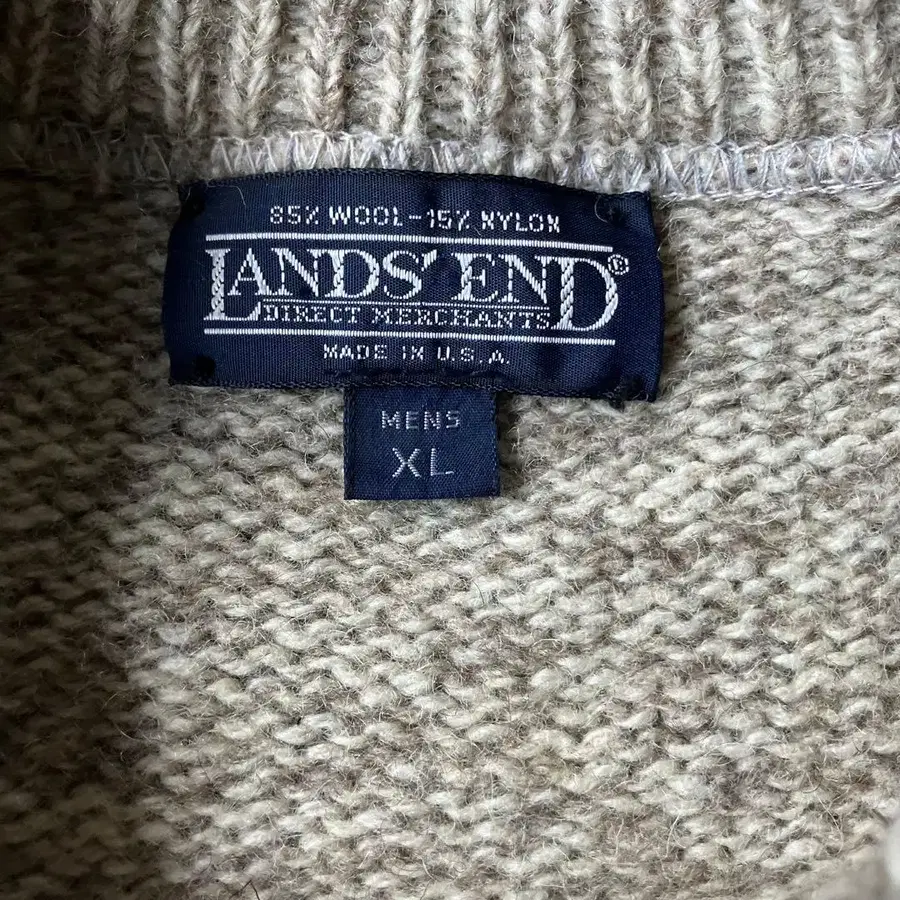 85% WOOL-15% NYLON
LANDS' END®
DIRECT MERCHANTS
MADE IN U.S.A.
MENS
XL